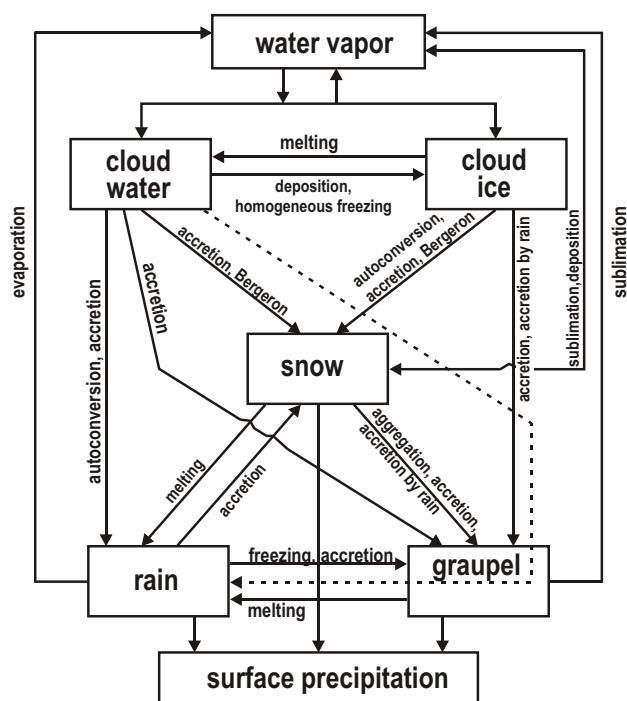 water vapor
melting
cloud
water
cloud
ice
deposition,
homogeneous freezing
evaporation
sublimation
autoconversion, accretion
accretion
accretion, Bergeron
autoconversion,
accretion, Bergeron
accretion, accretion by rain
sublimation,deposition
snow
melting
accretion
aggregation, accretion,
accretion by rain
rain
freezing, accretion
graupel
melting
surface precipitation